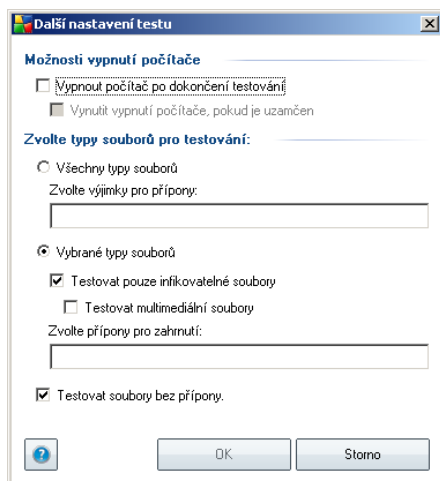 Další nastavení testu
Možnosti vypnutí počítače
Vypnout počítač po dokončení testování
Vynutit vypnutí počítače, pokud je uzamčen
Zvolte typy souborů pro testování:
Všechny typy souborů
Zvolte výjimky pro přípony:
Vybrané typy souborů
Testovat pouze infikovatelné soubory
Testovat multimediální soubory
Zvolte přípony pro zahrnutí:
Testovat soubory bez přípony.
?
OK
Storno